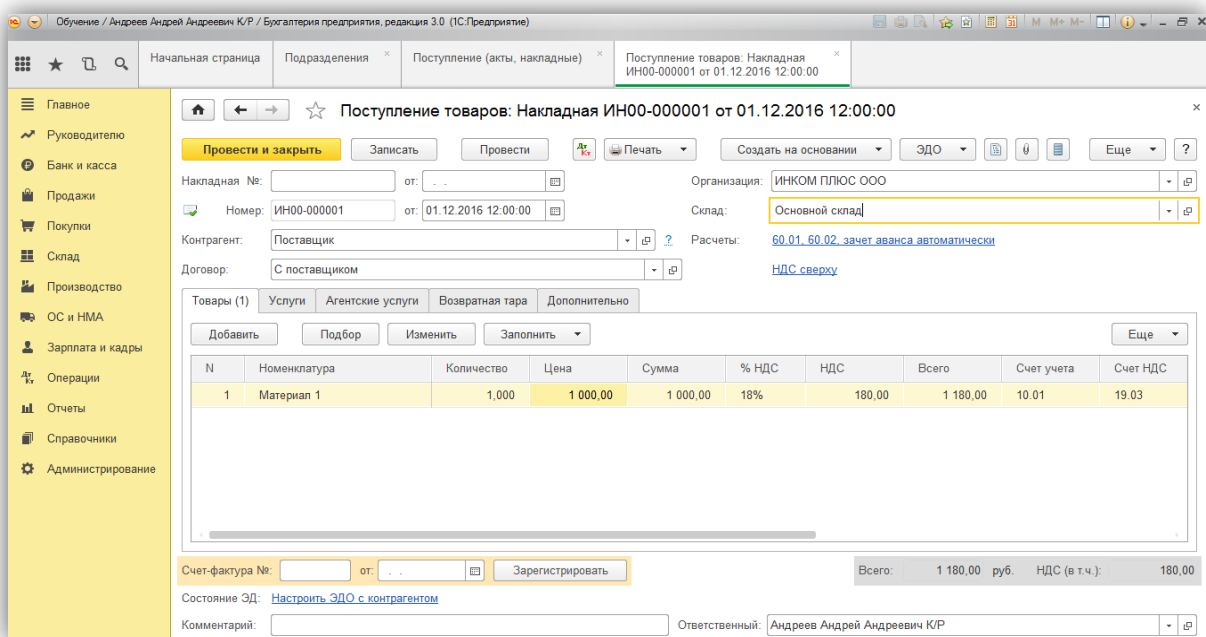 Обучение / Андреев Андрей Андреевич К/Р / Бухгалтерия предприятия, редакция 3.0 (1С:Предприятие)
M M+ M-
Начальная страница
Подразделения
Поступление (акты, накладные)
Поступление товаров: Накладная
ИН00-000001 от 01.12.2016 12:00:00
Главное
Руководителю
Банк и касса
Продажи
Покупки
Склад
Производство
ОС и НМА
Зарплата и кадры
Операции
Отчеты
Справочники
Администрирование
Поступление товаров: Накладная ИН00-000001 от 01.12.2016 12:00:00
Провести и закрыть Записать Провести Дт Кт Печать Создать на основании ЭДО Еще ?
Накладная №: от: . . Организация: ИНКОМ ПЛЮС ООО
Номер: ИН00-000001 от: 01.12.2016 12:00:00 Склад: Основной склад
Контрагент: Поставщик ? Расчеты: 60.01, 60.02, зачет аванса автоматически
Договор: С поставщиком НДС сверху
Товары (1) Услуги Агентские услуги Возвратная тара Дополнительно
Добавить Подбор Изменить Заполнить Еще
N Номенклатура Количество Цена Сумма % НДС НДС Всего Счет учета Счет НДС
1 Материал 1 1,000 1 000,00 1 000,00 18% 180,00 1 180,00 10.01 19.03
Счет-фактура №: от: . . Зарегистрировать Всего: 1 180,00 руб. НДС (в т.ч.): 180,00
Состояние ЭД: Настроить ЭДО с контрагентом
Комментарий: Ответственный: Андреев Андрей Андреевич К/Р